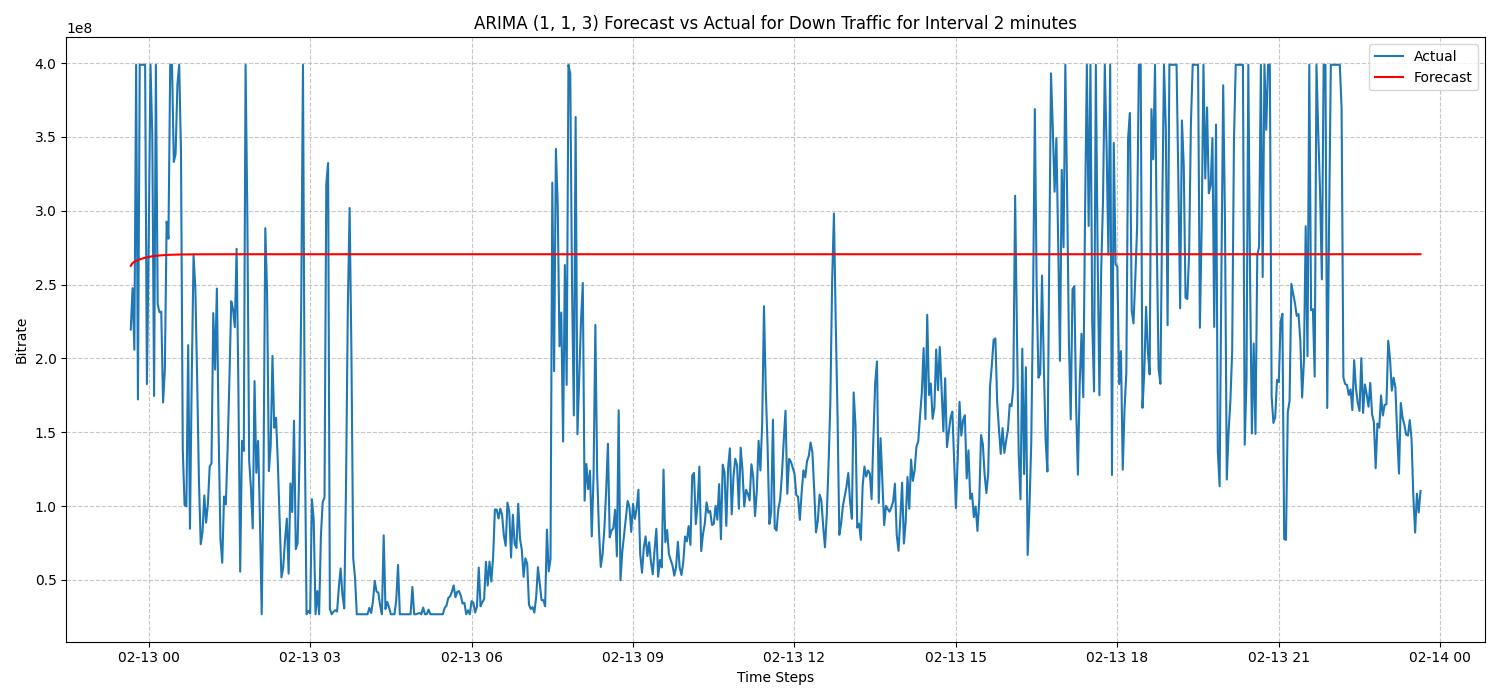 ARIMA (1, 1, 3) Forecast vs Actual for Down Traffic for Interval 2 minutes
1e8
Actual
Forecast
4.0
3.5
3.0
2.5
2.0
1.5
1.0
0.5
Bitrate
02-13 00
02-13 03
02-13 06
02-13 09
02-13 12
02-13 15
02-13 18
02-13 21
02-14 00
Time Steps